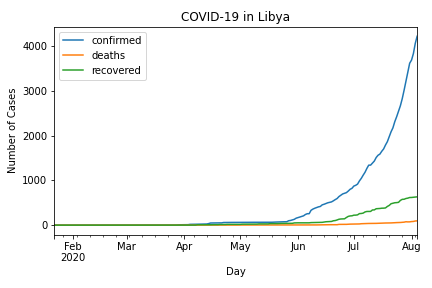 COVID-19 in Libya
confirmed
deaths
recovered
Number of Cases
4000
3000
2000
1000
0
Feb Mar Apr May Jun Jul Aug
2020
Day